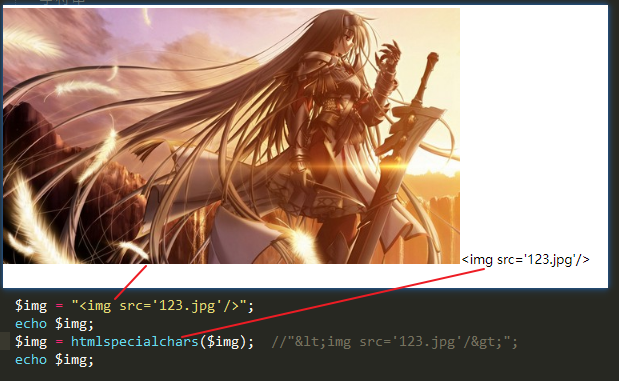 <img src='123.jpg'/>
$img = "<img src='123.jpg'/>";
echo $img;
$img = htmlspecialchars($img);  //"&lt;img src='123.jpg'/&gt;";
echo $img;